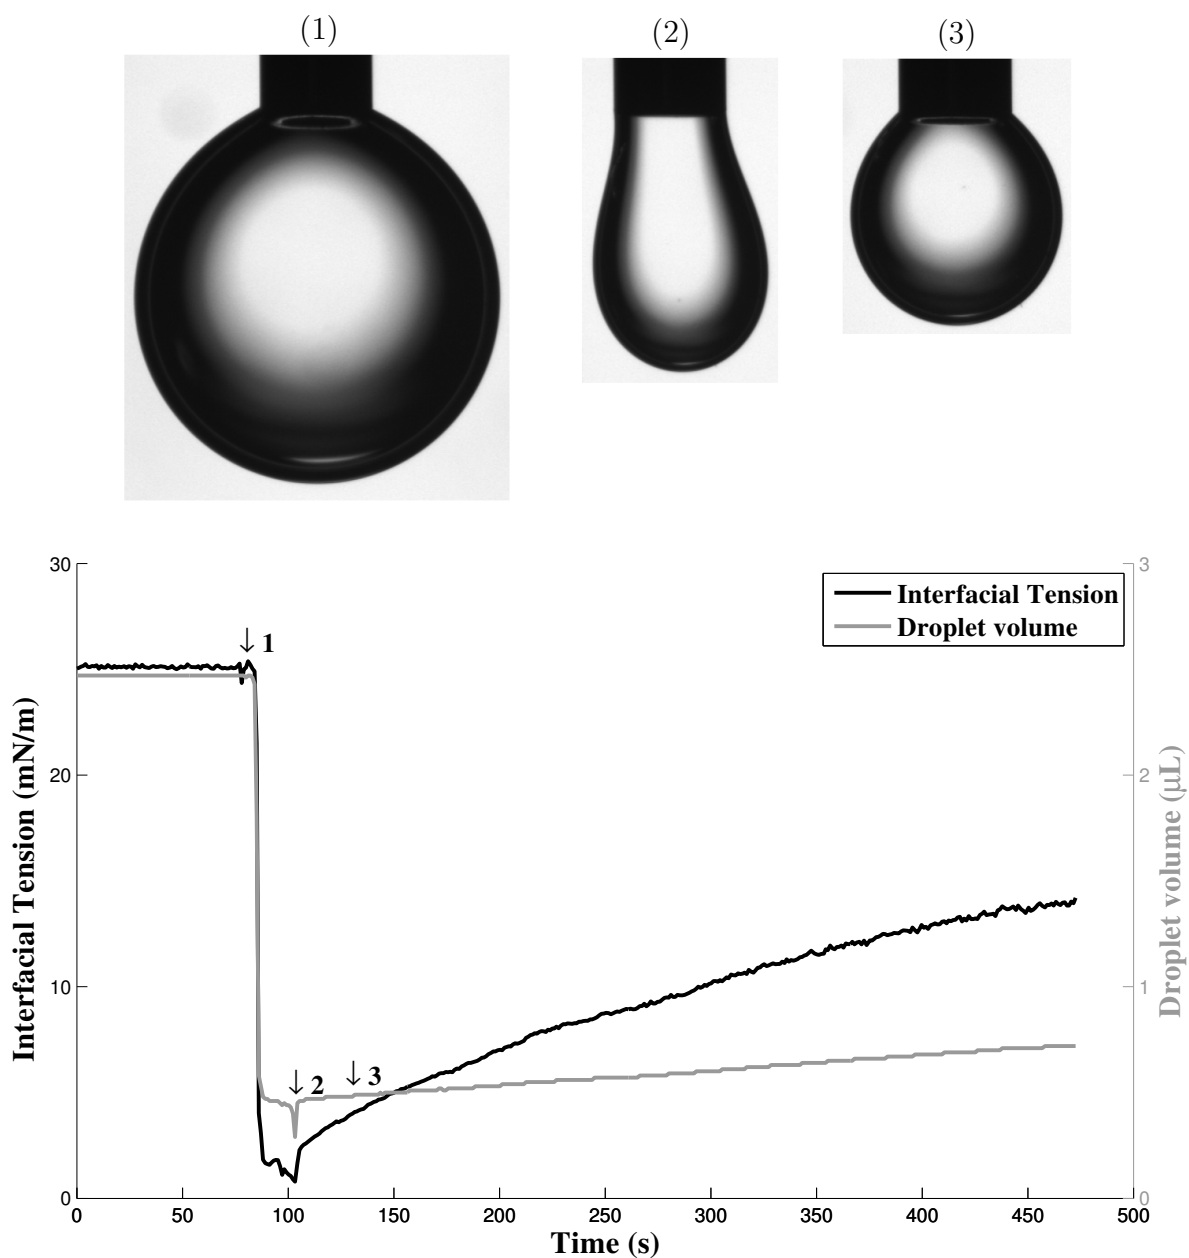 (1)
(2)
(3)
30
20
10
0
Interfacial Tension (mN/m)
↓ 1
↓ 2
↓ 3
Interfacial Tension
Droplet volume
3
2
1
0
Droplet volume (μL)
0 50 100 150 200 250 300 350 400 450 500
Time (s)